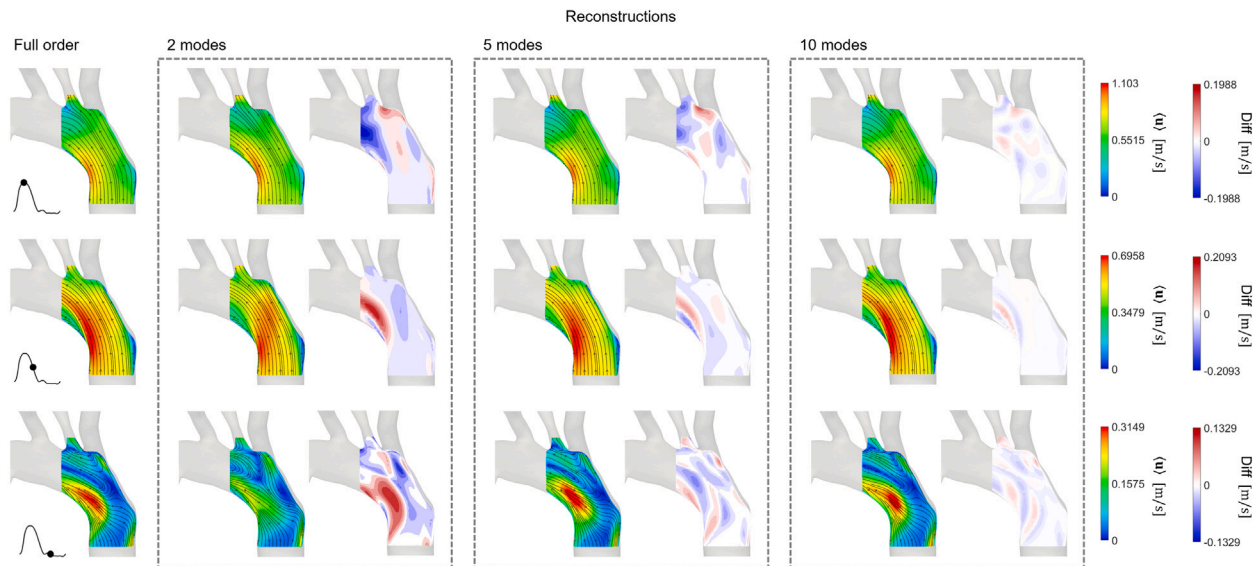 Reconstructions
Full order
2 modes
5 modes
10 modes
1.103
0.5515
0
⟨u⟩ [m/s]
0.1988
0
-0.1988
Diff [m/s]
0.6958
0.3479
0
⟨u⟩ [m/s]
0.2093
0
-0.2093
Diff [m/s]
0.3149
0.1575
0
⟨u⟩ [m/s]
0.1329
0
-0.1329
Diff [m/s]